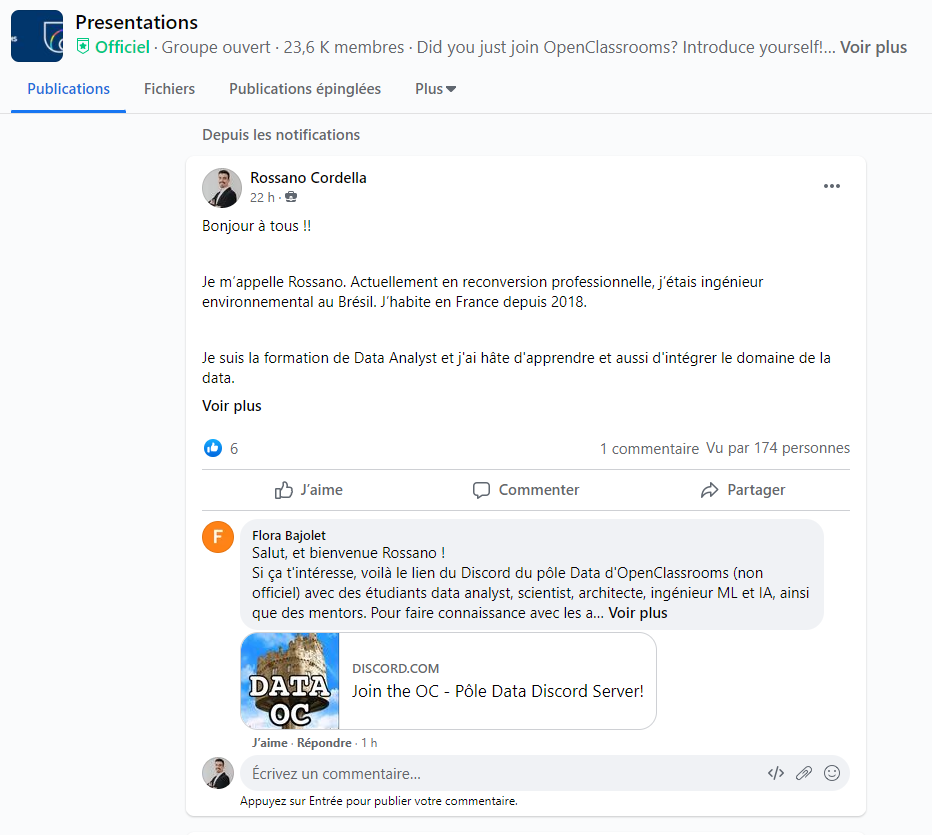 Presentations
Officiel · Groupe ouvert · 23,6 K membres · Did you just join OpenClassrooms? Introduce yourself!... Voir plus
Publications Fichiers Publications épinglées Plus
Depuis les notifications
Rossano Cordella
22 h ·
Bonjour à tous !!
Je m'appelle Rossano. Actuellement en reconversion professionnelle, j'étais ingénieur
environnemental au Brésil. J'habite en France depuis 2018.
Je suis la formation de Data Analyst et j'ai hâte d'apprendre et aussi d'intégrer le domaine de la
data.
Voir plus
6 1 commentaire Vu par 174 personnes
J'aime Commenter Partager
F
Flora Bajolet
Salut, et bienvenue Rossano !
Si ça t'intéresse, voilà le lien du Discord du pôle Data d'OpenClassrooms (non
officiel) avec des étudiants data analyst, scientist, architecte, ingénieur ML et IA, ainsi
que des mentors. Pour faire connaissance avec les a... Voir plus
DATA
OC
DISCORD.COM
Join the OC - Pôle Data Discord Server!
J'aime · Répondre · 1 h
Écrivez un commentaire...
Appuyez sur Entrée pour publier votre commentaire.